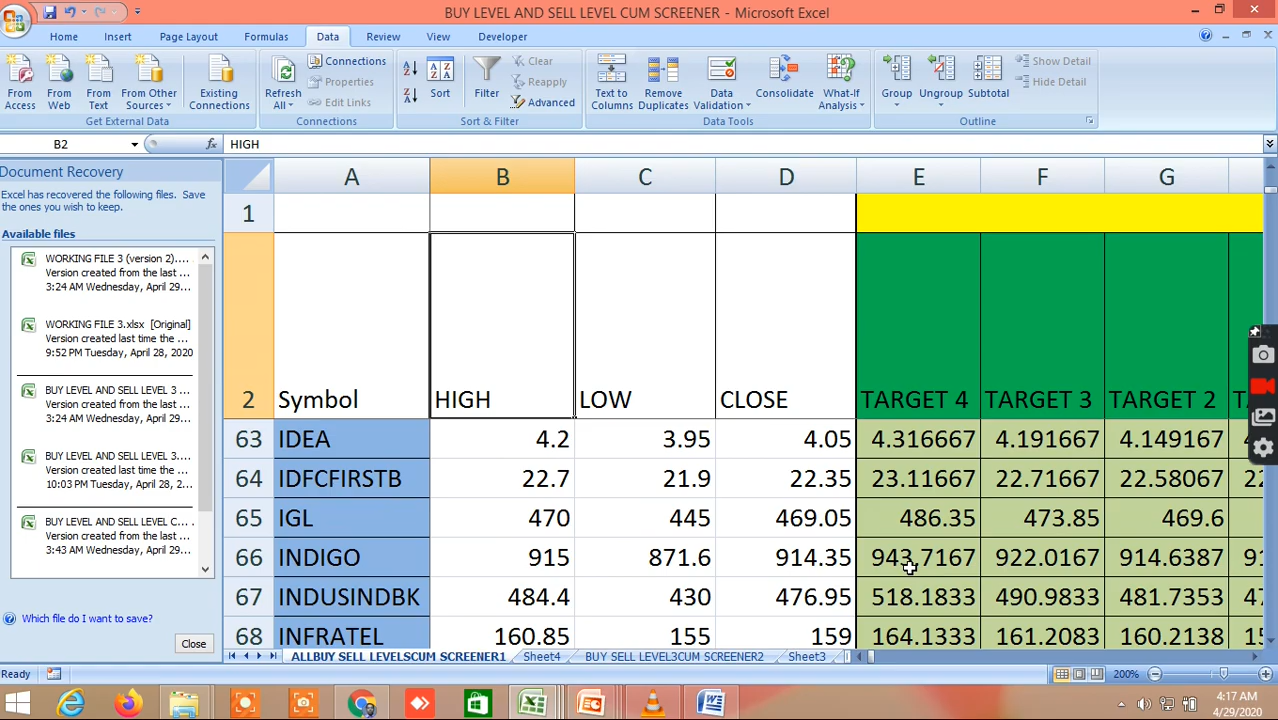 BUY LEVEL AND SELL LEVEL CUM SCREENER - Microsoft Excel
Home Insert Page Layout Formulas Data Review View Developer
From Access
From Web
From Text
From Other Sources
Existing Connections
Get External Data
Refresh All
Connections
Properties
Edit Links
Connections
Sort
Filter
Clear
Reapply
Advanced
Sort & Filter
Text to Columns
Remove Duplicates
Data Validation
Consolidate
What-If Analysis
Data Tools
Group
Ungroup
Subtotal
Show Detail
Hide Detail
Outline
B2 fx HIGH
Document Recovery
Excel has recovered the following files. Save
the ones you wish to keep.
Available files
WORKING FILE 3 (version 2)....
Version created from the last ...
3:24 AM Wednesday, April 29...
WORKING FILE 3.xlsx [Original]
Version created last time the ...
9:52 PM Tuesday, April 28, 2020
BUY LEVEL AND SELL LEVEL 3 ...
Version created from the last ...
3:24 AM Wednesday, April 29...
BUY LEVEL AND SELL LEVEL 3....
Version created last time the ...
10:03 PM Tuesday, April 28, 2...
BUY LEVEL AND SELL LEVEL C...
Version created from the last ...
3:43 AM Wednesday, April 29...
Which file do I want to save?
Close
A B C D E F G
1
2 Symbol HIGH LOW CLOSE TARGET 4 TARGET 3 TARGET 2
63 IDEA 4.2 3.95 4.05 4.316667 4.191667 4.149167
64 IDFCFIRSTB 22.7 21.9 22.35 23.11667 22.71667 22.58067 22
65 IGL 470 445 469.05 486.35 473.85 469.6
66 INDIGO 915 871.6 914.35 943.7167 922.0167 914.6387 91
67 INDUSINDBK 484.4 430 476.95 518.1833 490.9833 481.7353 47
68 INFRATEL 160.85 155 159 164.1333 161.2083 160.2138
ALLBUY SELL LEVELSCUM SCREENER1 Sheet4 BUY SELL LEVEL3CUM SCREENER2 Sheet3
Ready 200%
4:17 AM
4/29/2020